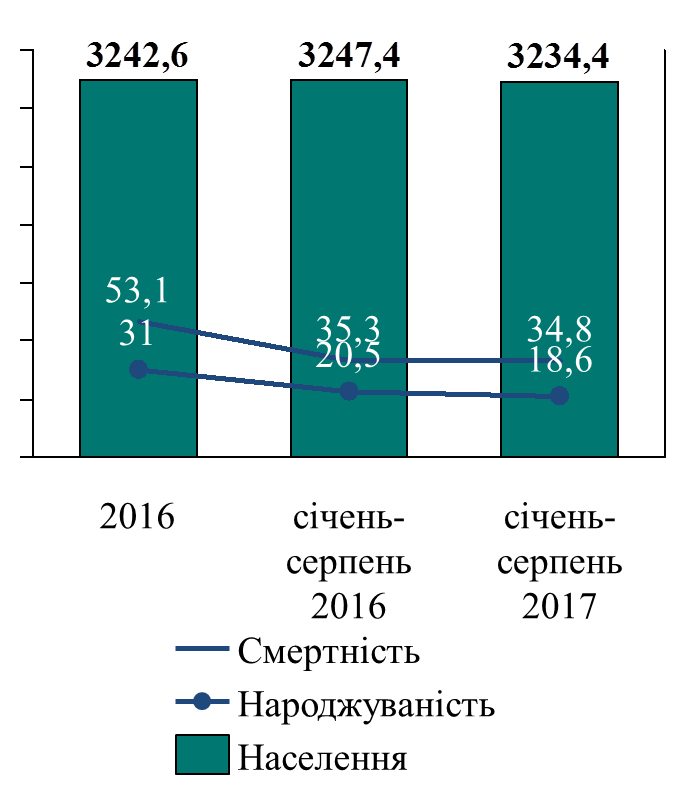 3242,6 3247,4 3234,4
53,1
31
35,3 34,8
20,5 18,6
2016 січень- січень-
серпень серпень
2016 2017
Смертність
Народжуваність
Населення